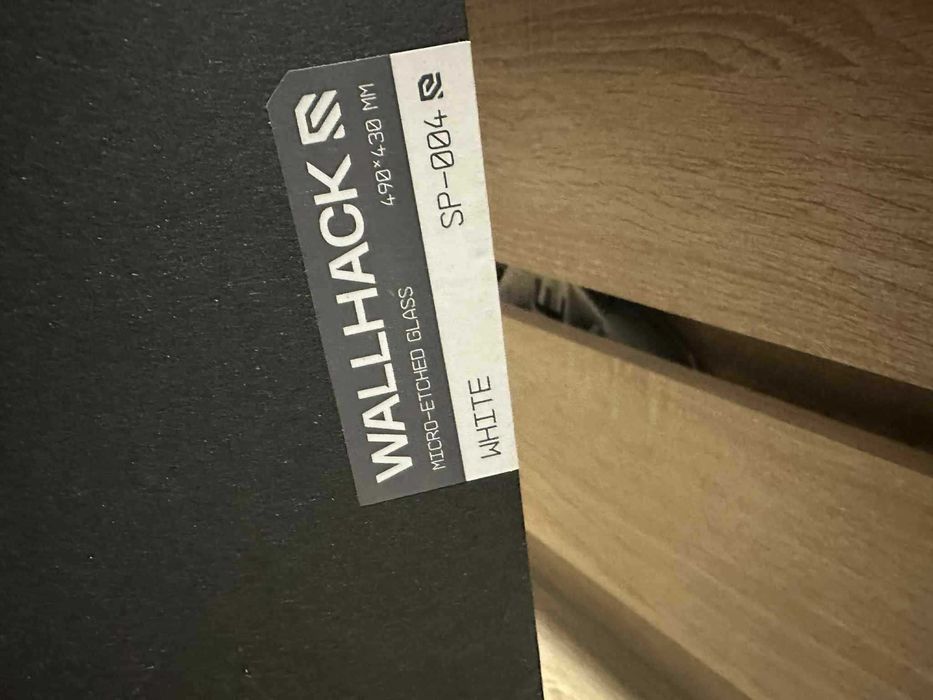 WALLHACK
MICRO-ETCHED GLASS 490*430 MM
WHITE SP-004